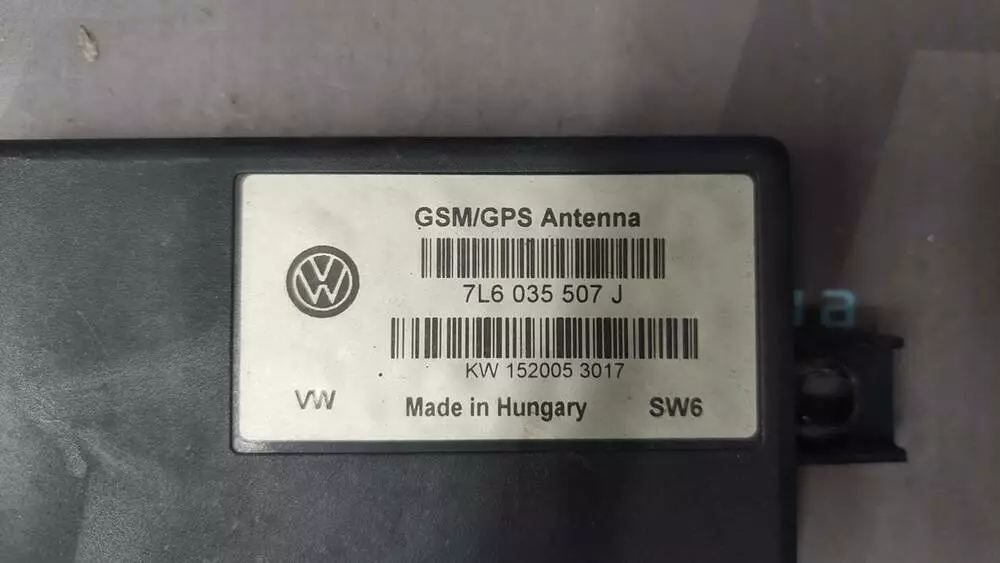 GSM/GPS Antenna
7L6 035 507 J
KW 152005 3017
VW Made in Hungary SW6